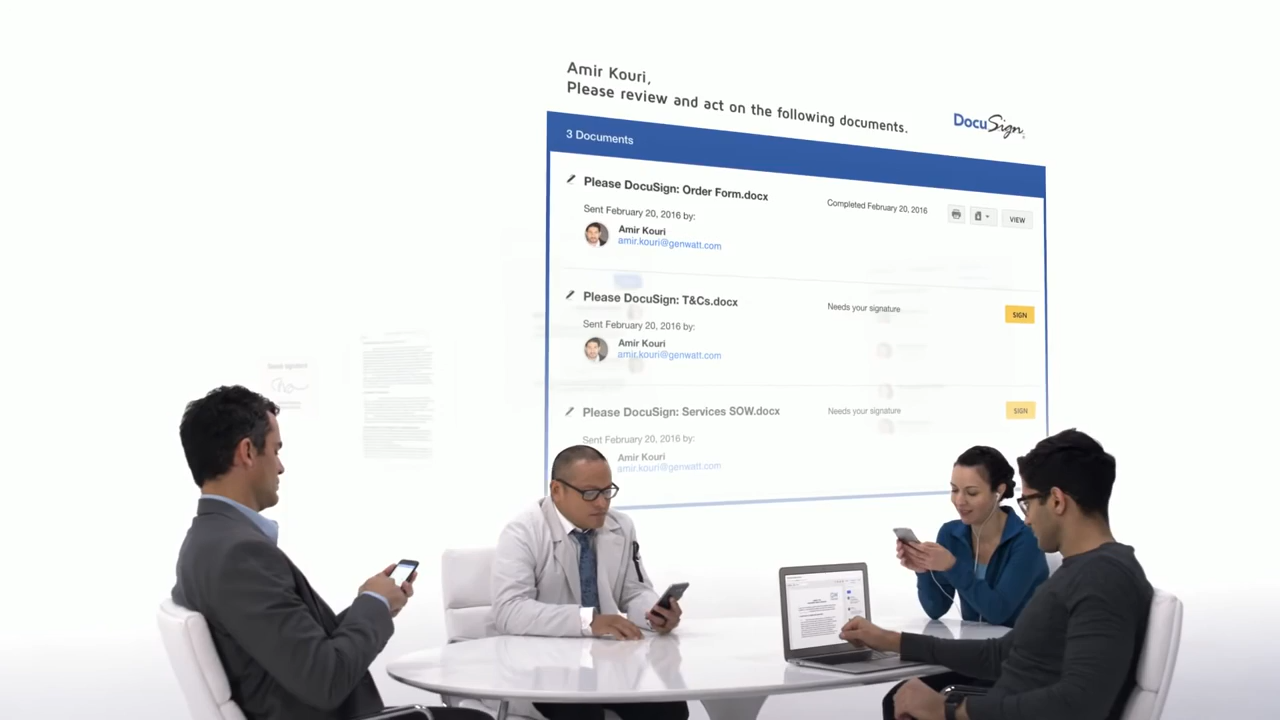 Amir Kouri,
Please review and act on the following documents.
DocuSign
3 Documents
Please DocuSign: Order Form.docx
Completed February 20, 2016
VIEW
Sent February 20, 2016 by:
Amir Kouri
amir.kouri@genwatt.com
Please DocuSign: T&Cs.docx
Needs your signature
SIGN
Sent February 20, 2016 by:
Amir Kouri
amir.kouri@genwatt.com
Please DocuSign: Services SOW.docx
Needs your signature
SIGN
Sent February 20, 2016 by:
Amir Kouri
amir.kouri@genwatt.com